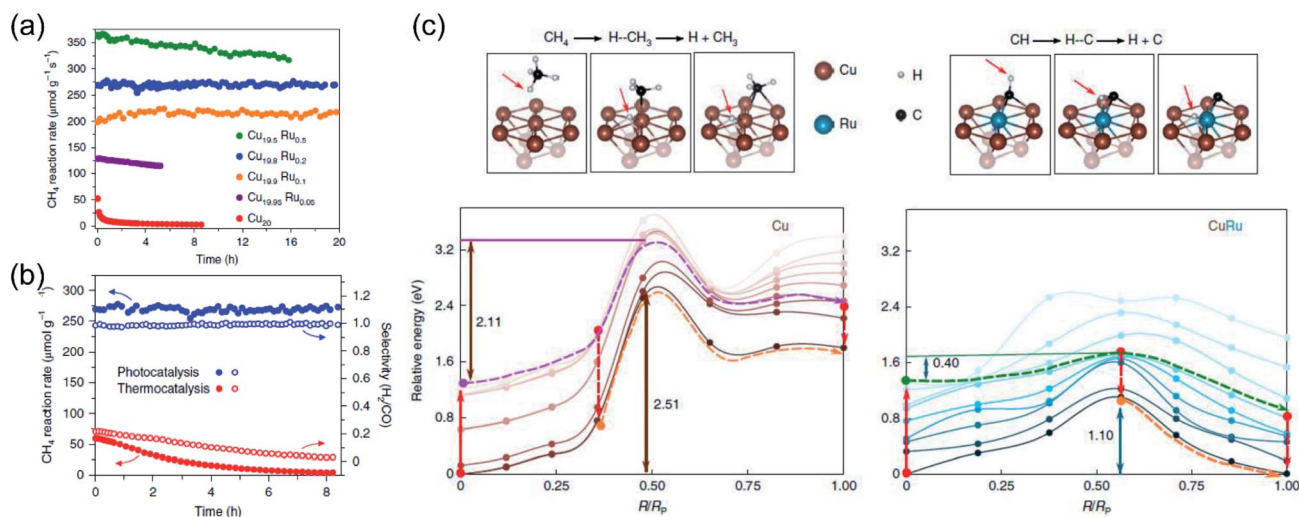 (a)
CH₄ reaction rate (μmol g⁻¹ s⁻¹)
350
300
250
200
150
100
50
0
Cu₁₉.₅ Ru₀.₅
Cu₁₉.₈ Ru₀.₂
Cu₁₉.₉ Ru₀.₁
Cu₁₉.₉₅ Ru₀.₀₅
Cu₂₀
0 4 8 12 16 20
Time (h)
(b)
CH₄ reaction rate (μmol g⁻¹
⁻¹)
300
250
200
150
100
50
0
Photocatalysis
Thermocatalysis
1.2
1.0
0.8
0.6
0.4
0.2
0
Selectivity (H₂/CO)
0 2 4 6 8
Time (h)
(c)
CH₄ → H--CH₃ → H + CH₃
Cu
Ru
H
C
CH → H--C → H + C
Cu
Relative energy (eV)
3.2
2.4
1.6
0.8
0
2.11
2.51
0 0.25 0.50 0.75 1.00
R/Rₚ
CuRu
3.2
2.4
1.6
0.8
0
0.40
1.10
0 0.25 0.50 0.75 1.00
R/Rₚ